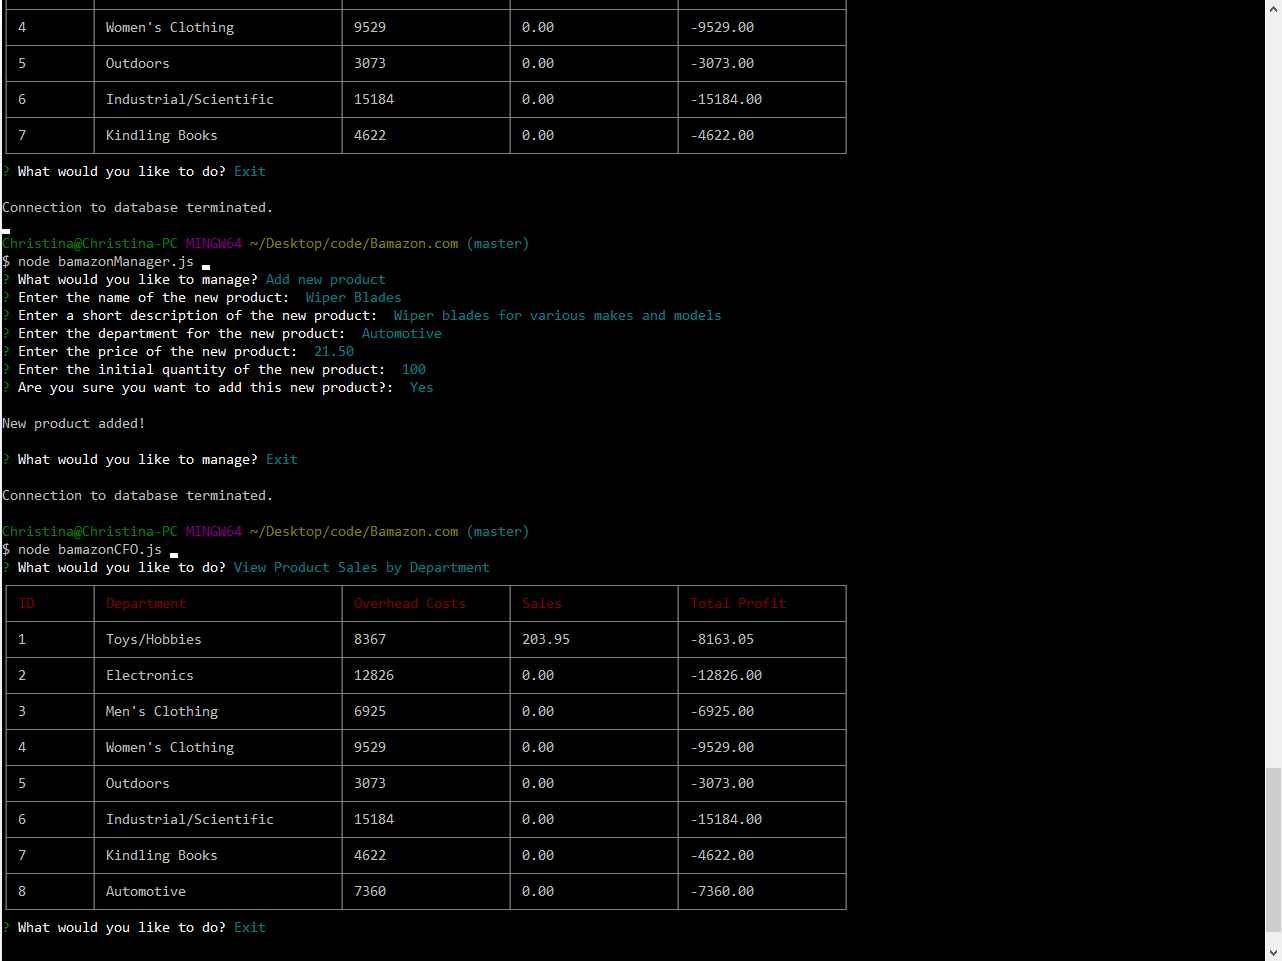 4 Women's Clothing 9529 0.00 -9529.00
5 Outdoors 3073 0.00 -3073.00
6 Industrial/Scientific 15184 0.00 -15184.00
7 Kindling Books 4622 0.00 -4622.00
? What would you like to do? Exit
Connection to database terminated.
Christina@Christina-PC MINGW64 ~/Desktop/code/Bamazon.com (master)
$ node bamazonManager.js
? What would you like to manage? Add new product
? Enter the name of the new product: Wiper Blades
? Enter a short description of the new product: Wiper blades for various makes and models
? Enter the department for the new product: Automotive
? Enter the price of the new product: 21.50
? Enter the initial quantity of the new product: 100
? Are you sure you want to add this new product?: Yes
New product added!
? What would you like to manage? Exit
Connection to database terminated.
Christina@Christina-PC MINGW64 ~/Desktop/code/Bamazon.com (master)
$ node bamazonCFO.js
? What would you like to do? View Product Sales by Department
ID Department Overhead Costs Sales Total Profit
1 Toys/Hobbies 8367 203.95 -8163.05
2 Electronics 12826 0.00 -12826.00
3 Men's Clothing 6925 0.00 -6925.00
4 Women's Clothing 9529 0.00 -9529.00
5 Outdoors 3073 0.00 -3073.00
6 Industrial/Scientific 15184 0.00 -15184.00
7 Kindling Books 4622 0.00 -4622.00
8 Automotive 7360 0.00 -7360.00
? What would you like to do? Exit